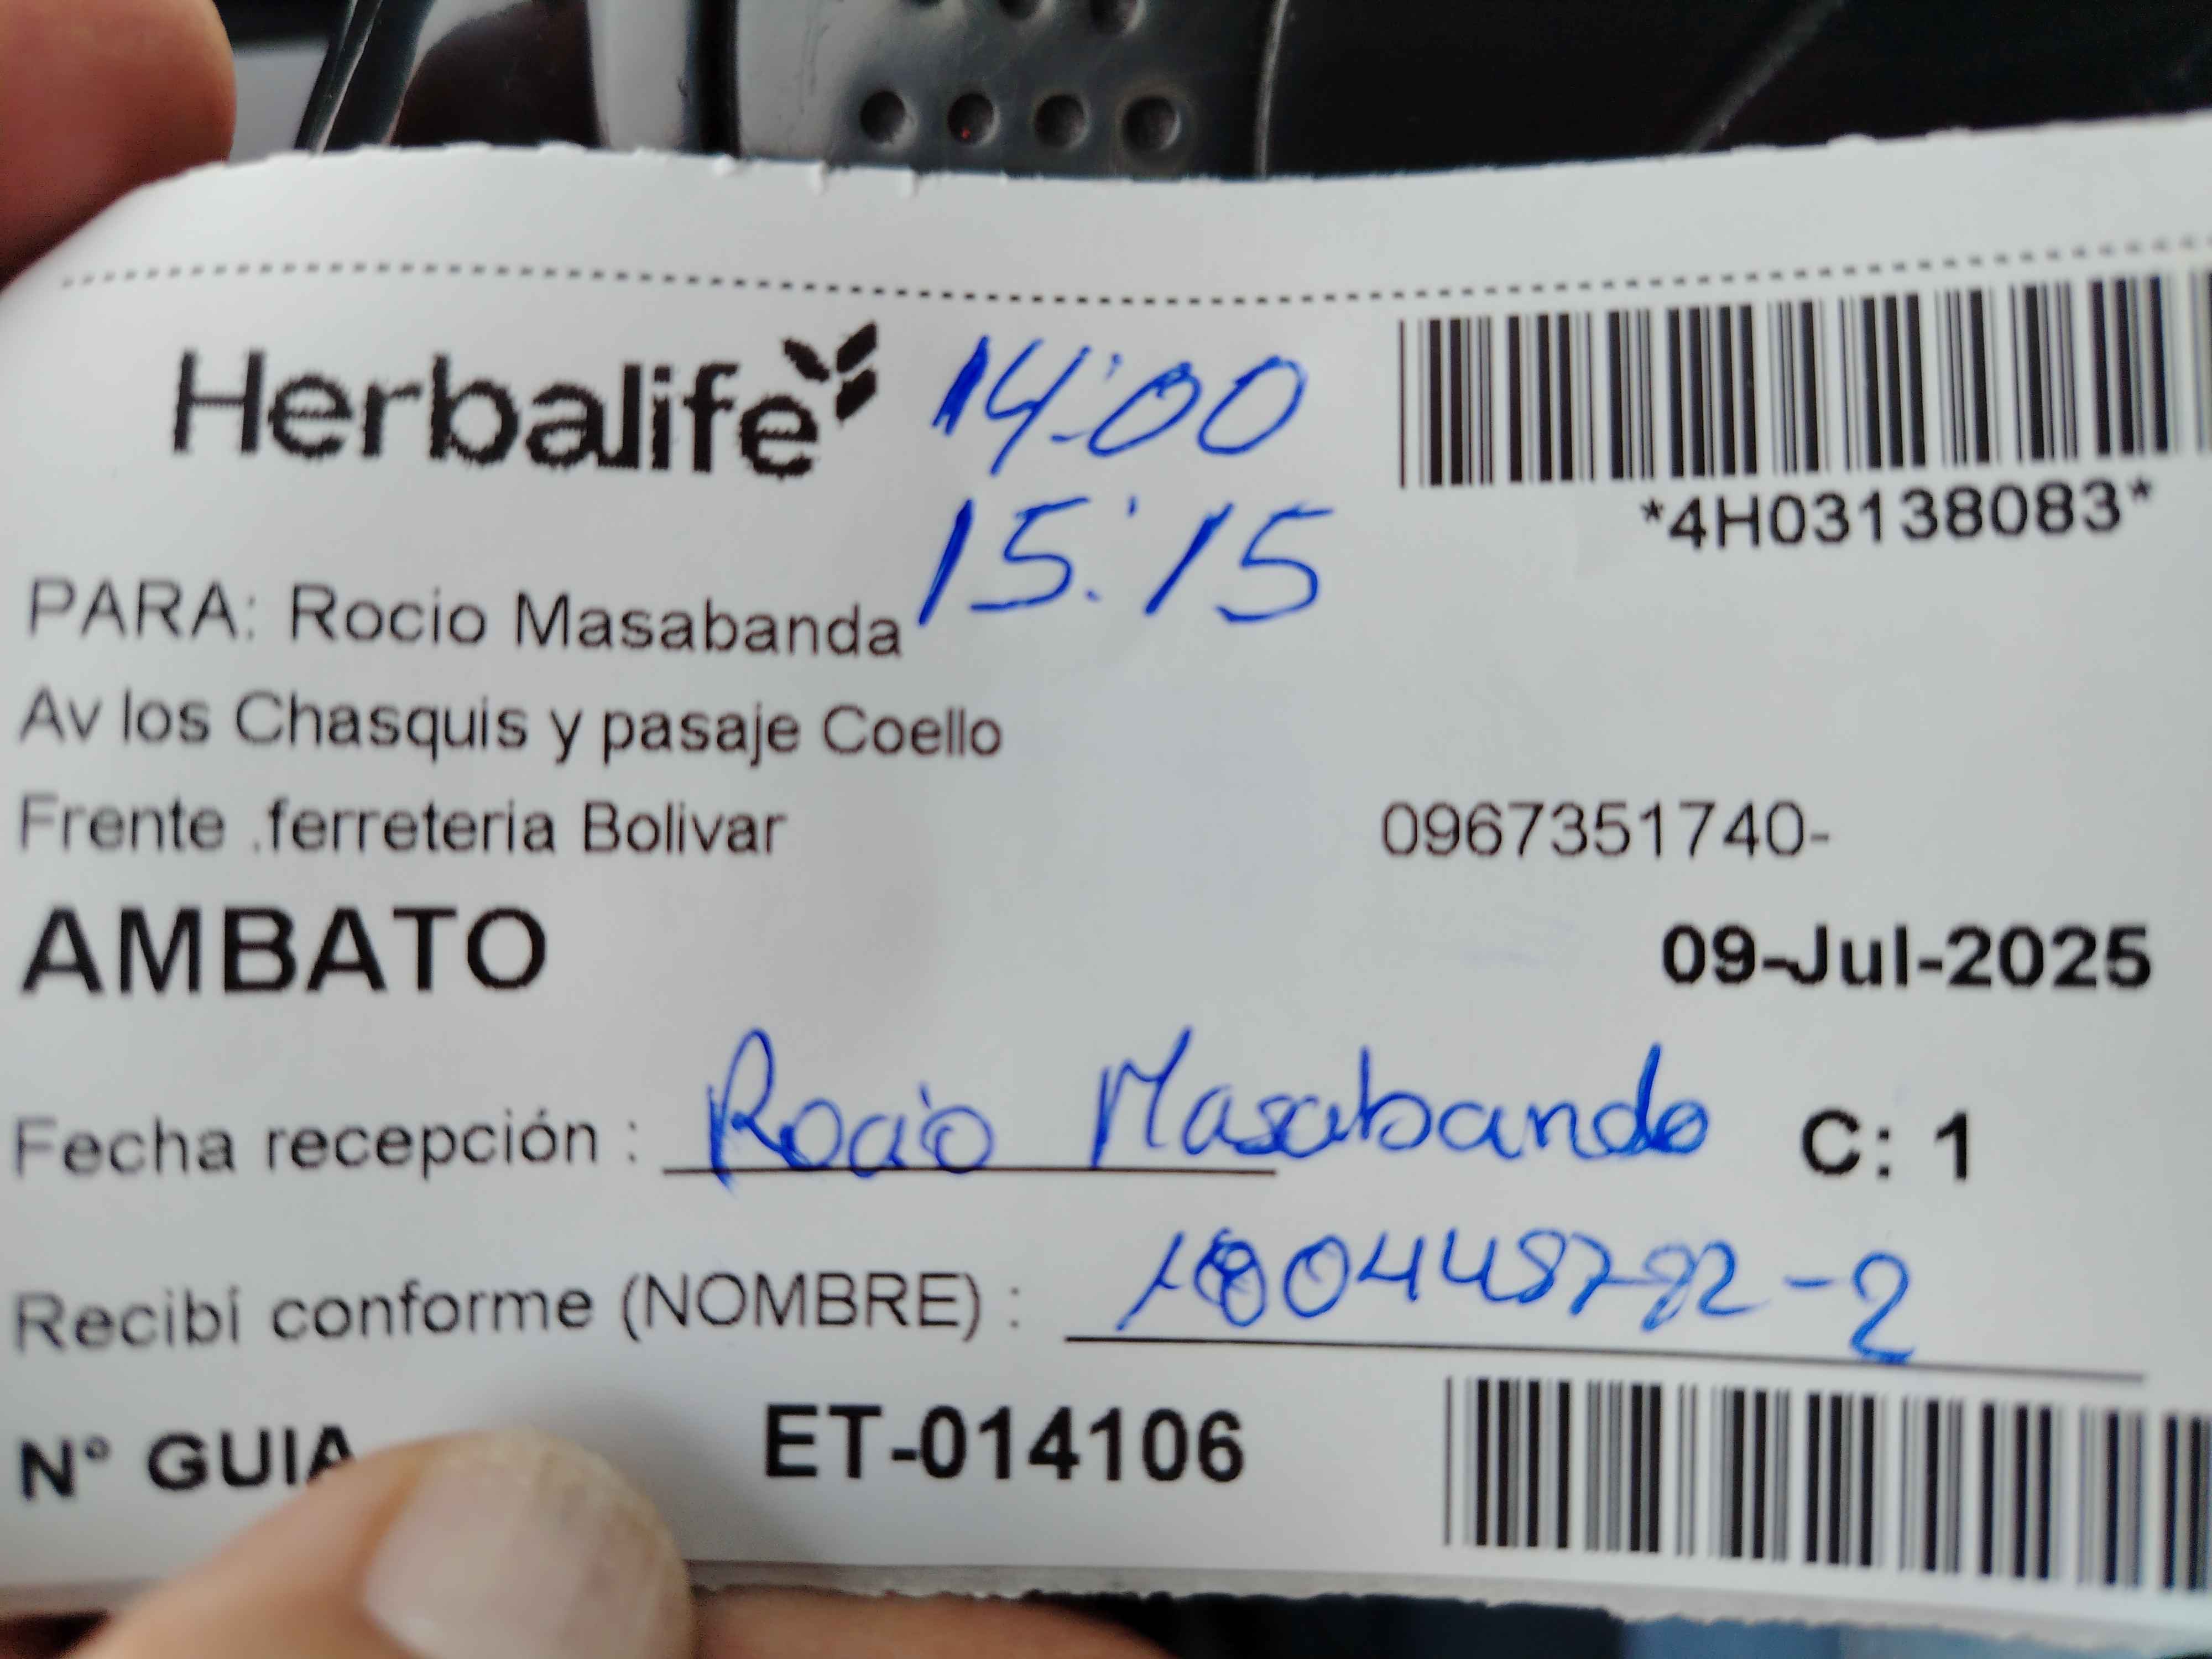 Herbalife 14:00
*4H03138083*
15:15
PARA: Rocio Masabanda
Av los Chasquis y pasaje Coello
Frente .ferreteria Bolivar 0967351740-
AMBATO 09-Jul-2025
Fecha recepción : Rocio Masabanda C: 1
Recibí conforme (NOMBRE) :
N° GUIA ET-014106